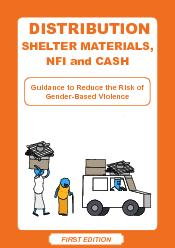 DISTRIBUTION
SHELTER MATERIALS,
NFI and CASH
Guidance to Reduce the Risk of
Gender-Based Violence
FIRST EDITION